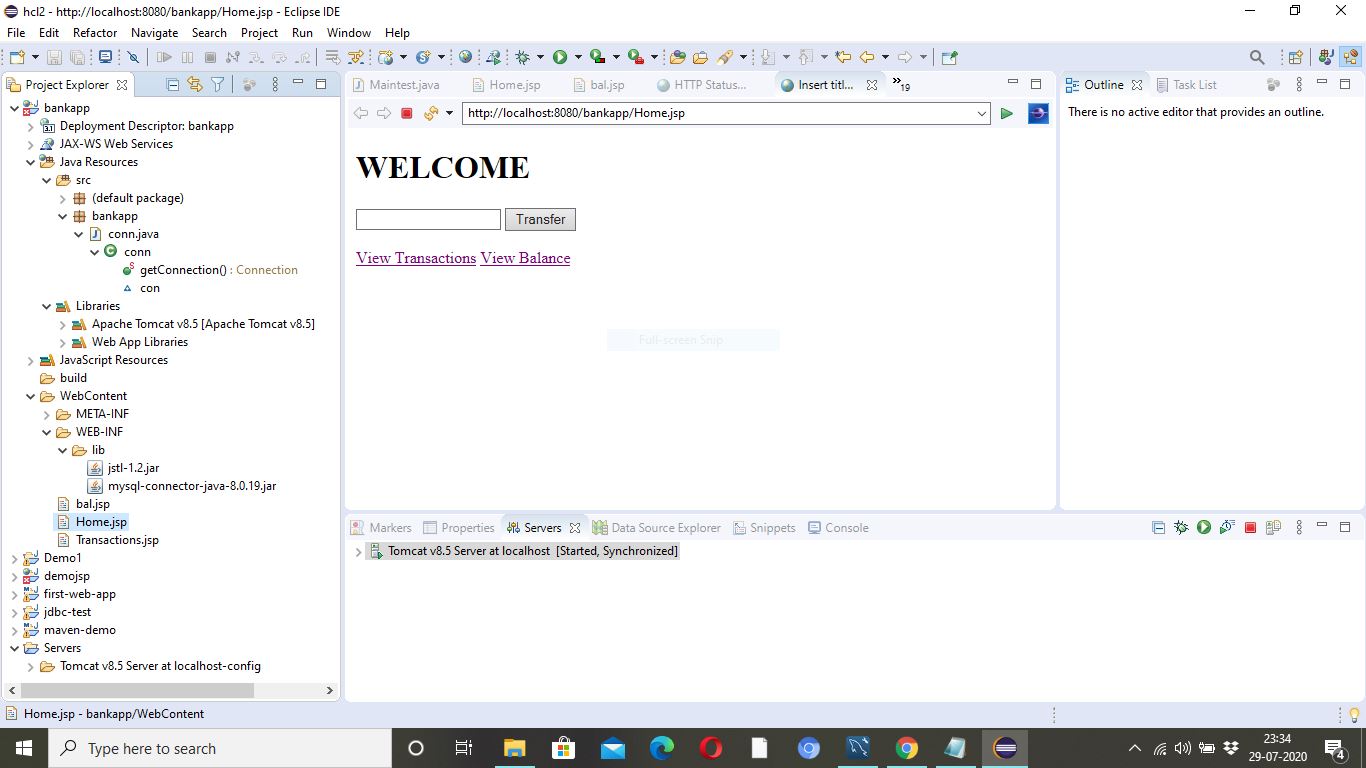 hcl2 - http://localhost:8080/bankapp/Home.jsp - Eclipse IDE
File Edit Refactor Navigate Search Project Run Window Help
Project Explorer
bankapp
Deployment Descriptor: bankapp
JAX-WS Web Services
Java Resources
src
(default package)
bankapp
conn.java
conn
getConnection() : Connection
con
Libraries
Apache Tomcat v8.5 [Apache Tomcat v8.5]
Web App Libraries
JavaScript Resources
build
WebContent
META-INF
WEB-INF
lib
jstl-1.2.jar
mysql-connector-java-8.0.19.jar
bal.jsp
Home.jsp
Transactions.jsp
Demo1
demojsp
first-web-app
jdbc-test
maven-demo
Servers
Tomcat v8.5 Server at localhost-config
Maintest.java Home.jsp bal.jsp HTTP Status... Insert titl... »19
http://localhost:8080/bankapp/Home.jsp
WELCOME
Transfer
View Transactions View Balance
Full-screen Snip
Outline Task List
There is no active editor that provides an outline.
Markers Properties Servers Data Source Explorer Snippets Console
Tomcat v8.5 Server at localhost [Started, Synchronized]
Home.jsp - bankapp/WebContent
Type here to search
23:34
29-07-2020
4